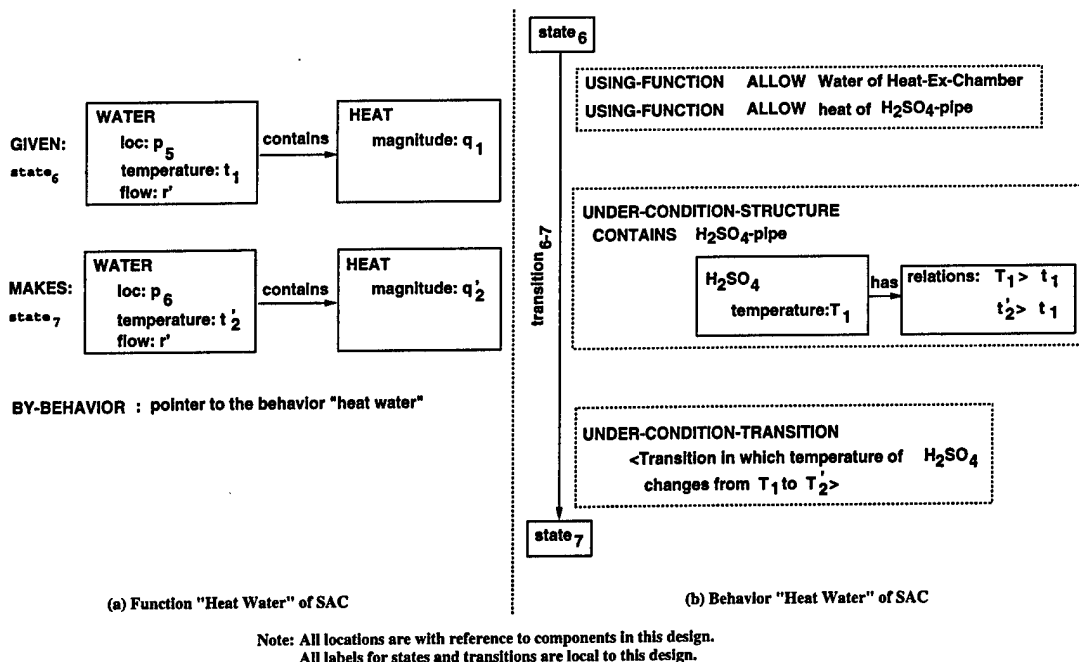 GIVEN:
state₆
WATER
loc: p₅
temperature: t₁
flow: r'
contains
HEAT
magnitude: q₁
MAKES:
state₇
WATER
loc: p₆
temperature: t₂'
flow: r'
contains
HEAT
magnitude: q₂'
BY-BEHAVIOR : pointer to the behavior "heat water"
(a) Function "Heat Water" of SAC
state₆
transition₆₋₇
USING-FUNCTION ALLOW Water of Heat-Ex-Chamber
USING-FUNCTION ALLOW heat of H₂SO₄-pipe
UNDER-CONDITION-STRUCTURE
CONTAINS H₂SO₄-pipe
H₂SO₄
temperature:T₁
has
relations: T₁> t₁
t₂'> t₁
UNDER-CONDITION-TRANSITION
<Transition in which temperature of H₂SO₄
changes from T₁ to T₂'>
state₇
(b) Behavior "Heat Water" of SAC
Note: All locations are with reference to components in this design.
All labels for states and transitions are local to this design.